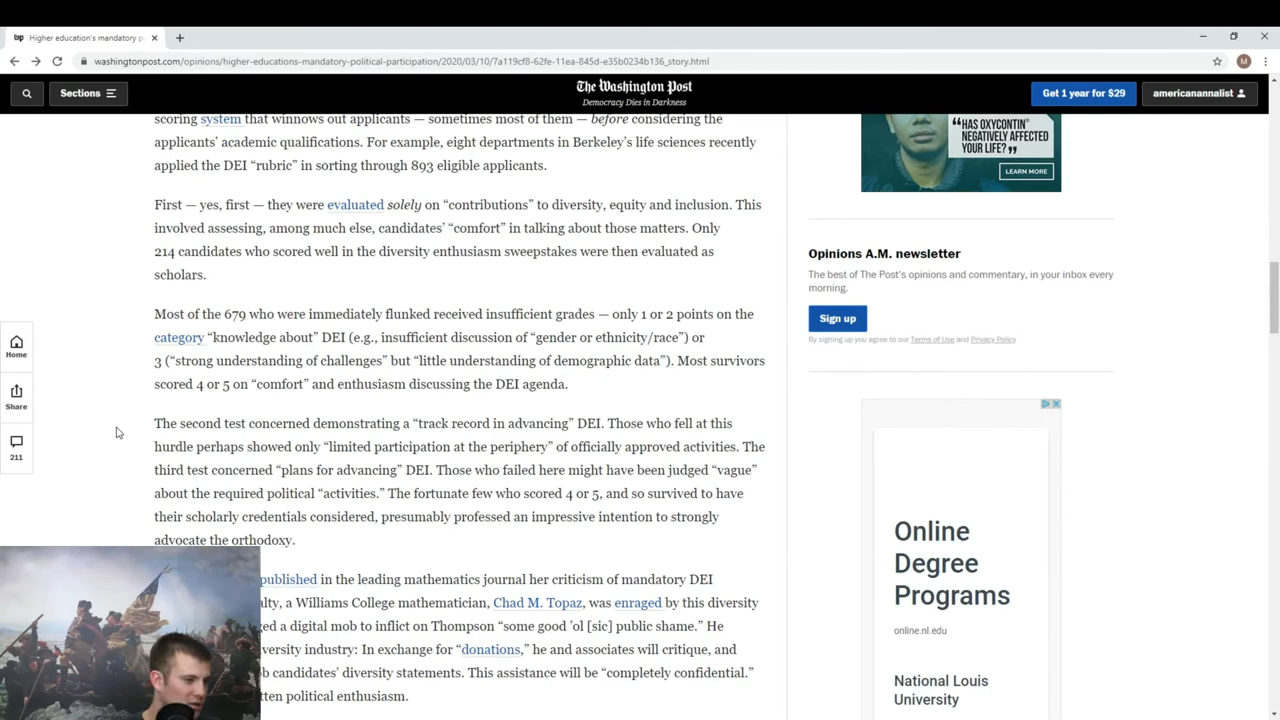 Higher education's mandatory p
washingtonpost.com/opinions/higher-educations-mandatory-political-participation/2020/03/10/7a119cf8-62fe-11ea-845d-e35b0234b136_story.html
M
Sections
The Washington Post
Democracy Dies in Darkness
Get 1 year for $29
americanannalist
scoring system that winnows out applicants — sometimes most of them — before considering the
applicants' academic qualifications. For example, eight departments in Berkeley's life sciences recently
applied the DEI “rubric” in sorting through 893 eligible applicants.
First — yes, first — they were evaluated solely on “contributions” to diversity, equity and inclusion. This
involved assessing, among much else, candidates' “comfort” in talking about those matters. Only
214 candidates who scored well in the diversity enthusiasm sweepstakes were then evaluated as
scholars.
Most of the 679 who were immediately flunked received insufficient grades — only 1 or 2 points on the
category “knowledge about” DEI (e.g., insufficient discussion of “gender or ethnicity/race”) or
3 (“strong understanding of challenges” but “little understanding of demographic data”). Most survivors
scored 4 or 5 on “comfort” and enthusiasm discussing the DEI agenda.
The second test concerned demonstrating a “track record in advancing” DEI. Those who fell at this
hurdle perhaps showed only “limited participation at the periphery” of officially approved activities. The
third test concerned “plans for advancing” DEI. Those who failed here might have been judged “vague”
about the required political “activities.” The fortunate few who scored 4 or 5, and so survived to have
their scholarly credentials considered, presumably professed an impressive intention to strongly
advocate the orthodoxy.
published in the leading mathematics journal her criticism of mandatory DEI
alty, a Williams College mathematician, Chad M. Topaz, was enraged by this diversity
ged a digital mob to inflict on Thompson “some good 'ol [sic] public shame.” He
versity industry: In exchange for “donations,” he and associates will critique, and
b candidates' diversity statements. This assistance will be “completely confidential.”
tten political enthusiasm.
Home
Share
211
“HAS OXYCONTIN®
NEGATIVELY AFFECTED
YOUR LIFE?”
LEARN MORE
Opinions A.M. newsletter
The best of The Post's opinions and commentary, in your inbox every
morning.
Sign up
By signing up you agree to our Terms of Use and Privacy Policy
Online
Degree
Programs
online.nl.edu
National Louis
University